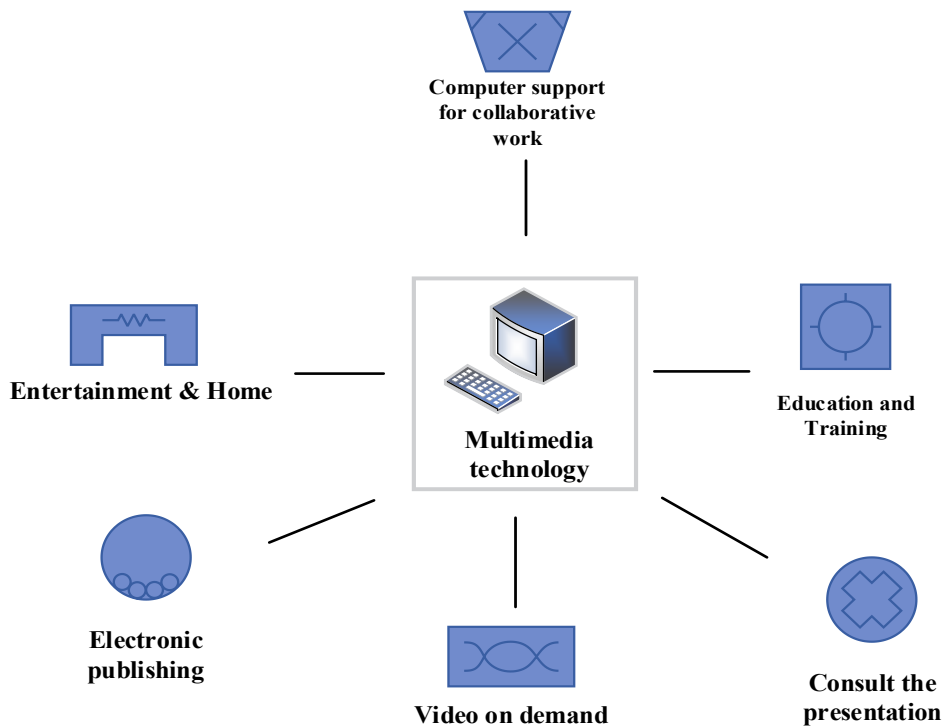 Computer support
for collaborative
work
Entertainment & Home
Education and
Training
Multimedia
technology
Electronic
publishing
Video on demand
Consult the
presentation